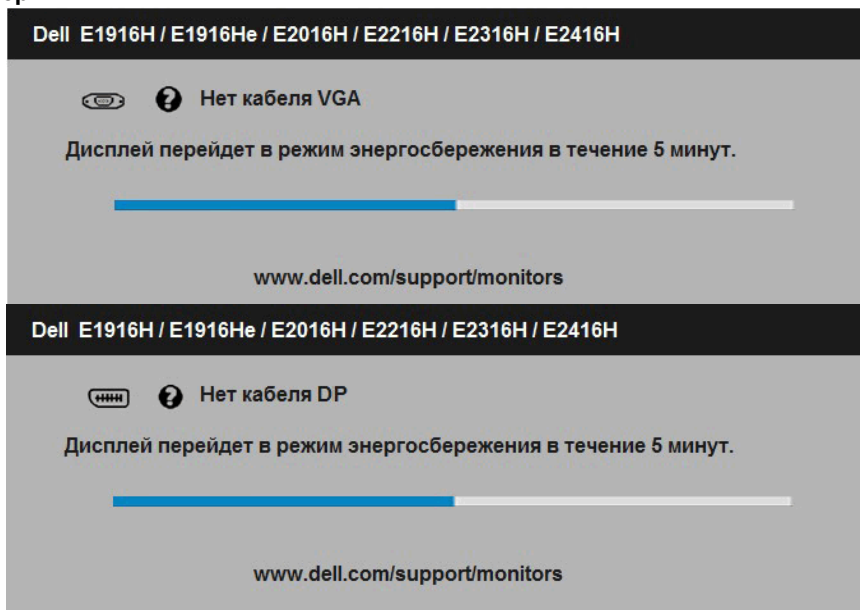 Dell E1916H / E1916He / E2016H / E2216H / E2316H / E2416H
Нет кабеля VGA
Дисплей перейдет в режим энергосбережения в течение 5 минут.
www.dell.com/support/monitors
Dell E1916H / E1916He / E2016H / E2216H / E2316H / E2416H
Нет кабеля DP
Дисплей перейдет в режим энергосбережения в течение 5 минут.
www.dell.com/support/monitors